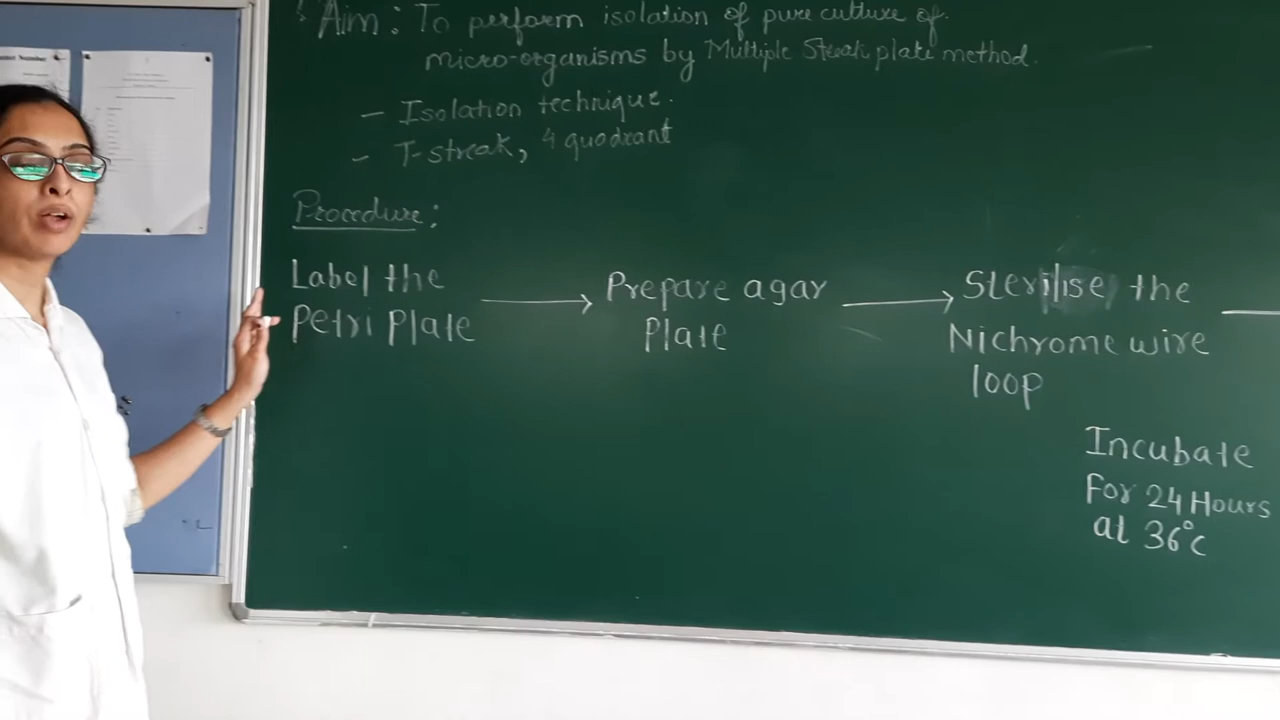 Aim : To perform isolation of pure culture of
micro-organisms by Multiple Streak plate method.
- Isolation technique.
- T-streak, 4 quodrant
Procedure :
Label the
Petri Plate
Prepare agar
Plate
Sterilise the
Nichrome wire
loop
Incubate
For 24 Hours
at 36°c